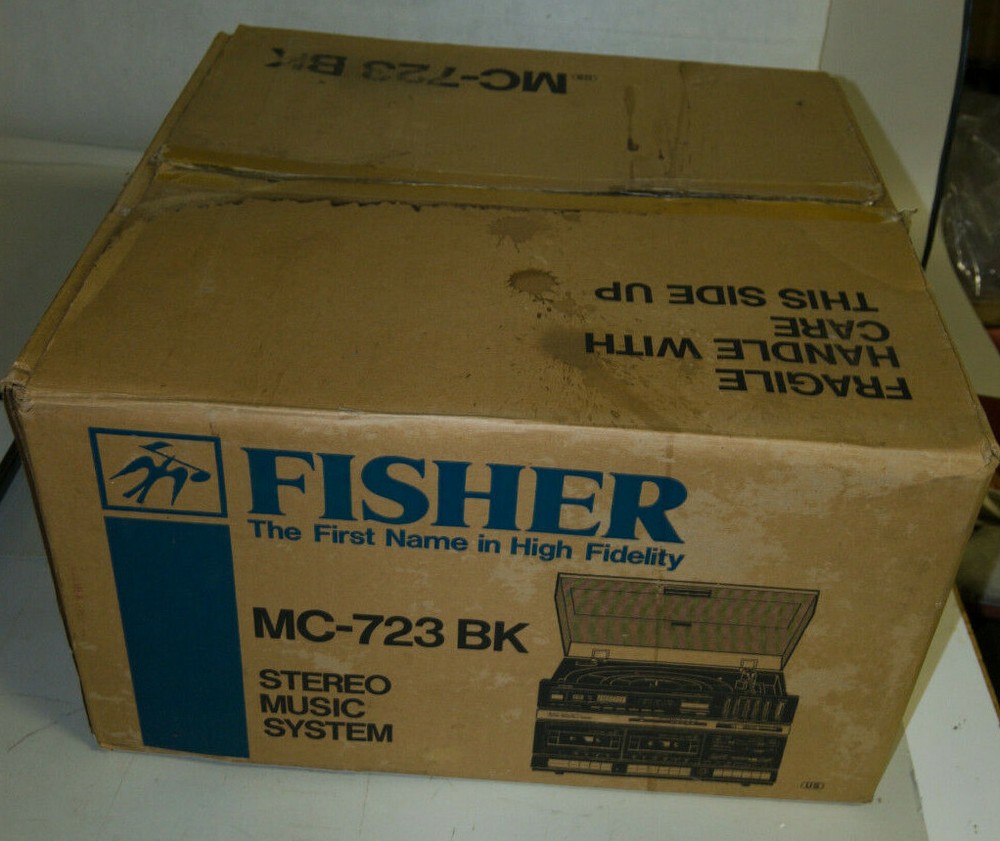 MC-723 BK
FRAGILE
HANDLE WITH
CARE
THIS SIDE UP
FISHER
The First Name in High Fidelity
MC-723 BK
STEREO
MUSIC
SYSTEM